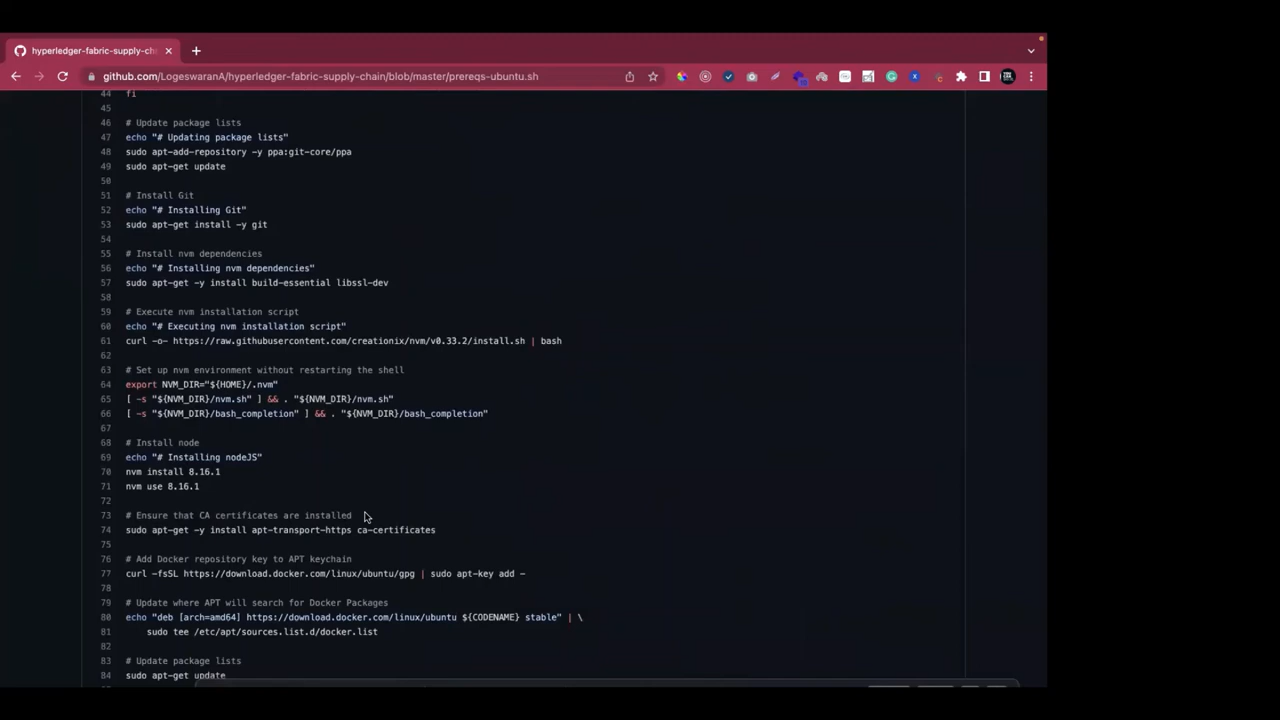 hyperledger-fabric-supply-ch
github.com/LogeswaranA/hyperledger-fabric-supply-chain/blob/master/prereqs-ubuntu.sh
44 fi
45
46 # Update package lists
47 echo "# Updating package lists"
48 sudo apt-add-repository -y ppa:git-core/ppa
49 sudo apt-get update
50
51 # Install Git
52 echo "# Installing Git"
53 sudo apt-get install -y git
54
55 # Install nvm dependencies
56 echo "# Installing nvm dependencies"
57 sudo apt-get -y install build-essential libssl-dev
58
59 # Execute nvm installation script
60 echo "# Executing nvm installation script"
61 curl -o- https://raw.githubusercontent.com/creationix/nvm/v0.33.2/install.sh | bash
62
63 # Set up nvm environment without restarting the shell
64 export NVM_DIR="${HOME}/.nvm"
65 [ -s "${NVM_DIR}/nvm.sh" ] && . "${NVM_DIR}/nvm.sh"
66 [ -s "${NVM_DIR}/bash_completion" ] && . "${NVM_DIR}/bash_completion"
67
68 # Install node
69 echo "# Installing nodeJS"
70 nvm install 8.16.1
71 nvm use 8.16.1
72
73 # Ensure that CA certificates are installed
74 sudo apt-get -y install apt-transport-https ca-certificates
75
76 # Add Docker repository key to APT keychain
77 curl -fsSL https://download.docker.com/linux/ubuntu/gpg | sudo apt-key add -
78
79 # Update where APT will search for Docker Packages
80 echo "deb [arch=amd64] https://download.docker.com/linux/ubuntu ${CODENAME} stable" | \
81 sudo tee /etc/apt/sources.list.d/docker.list
82
83 # Update package lists
84 sudo apt-get update